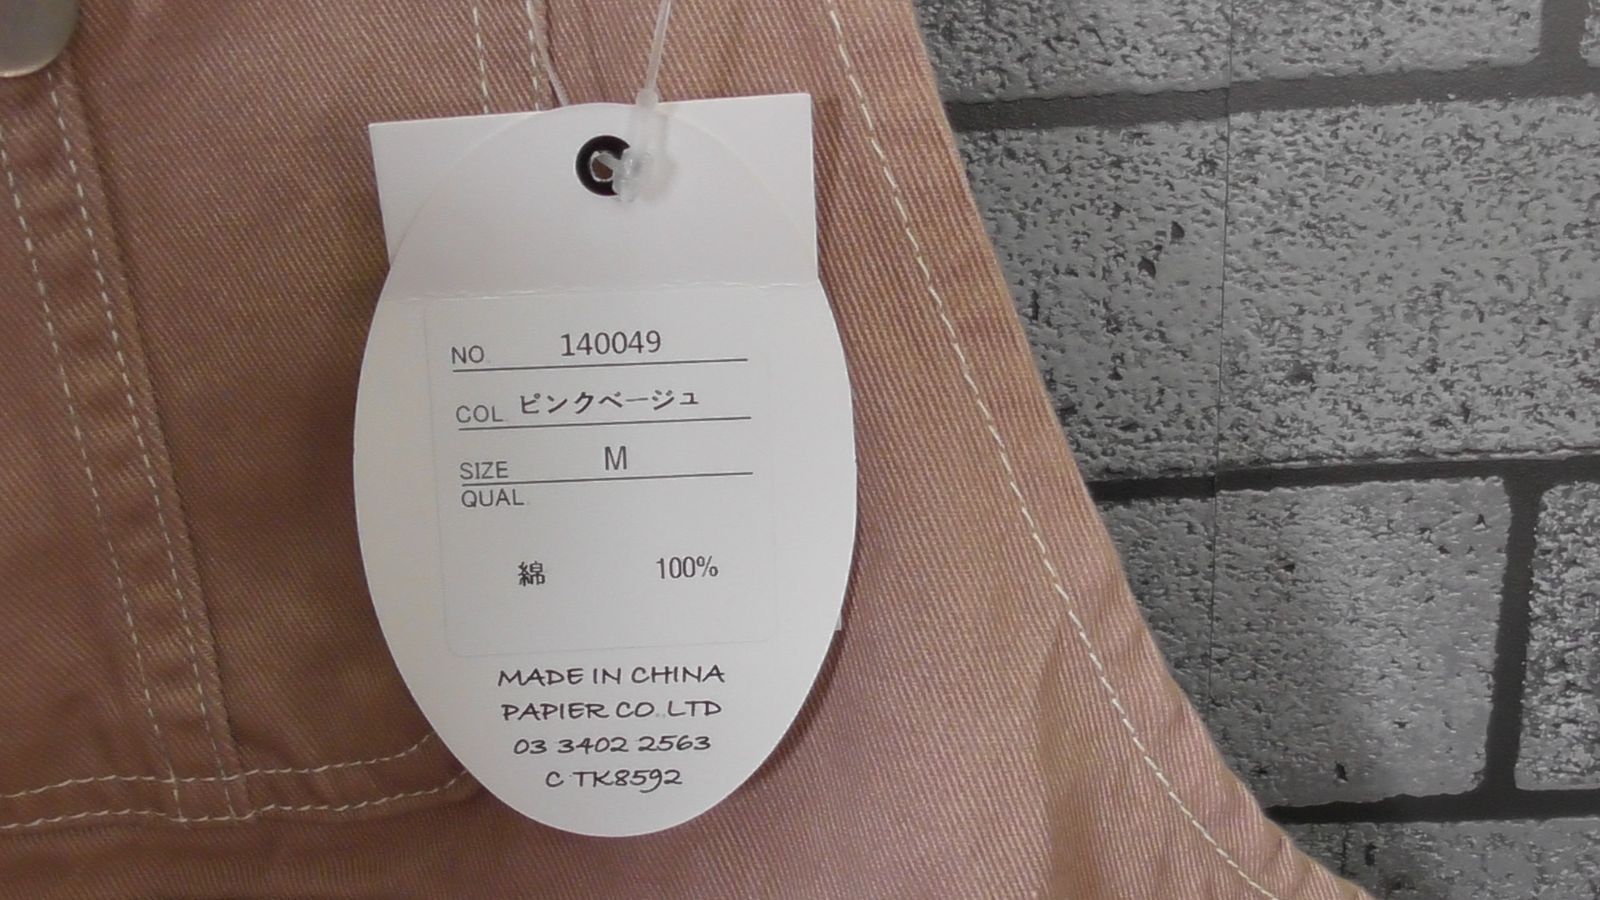 NO. 140049
COL ピンクベージュ
SIZE M
QUAL
綿 100%
MADE IN CHINA
PAPIER CO.,LTD
03 3402 2563
C TK8592